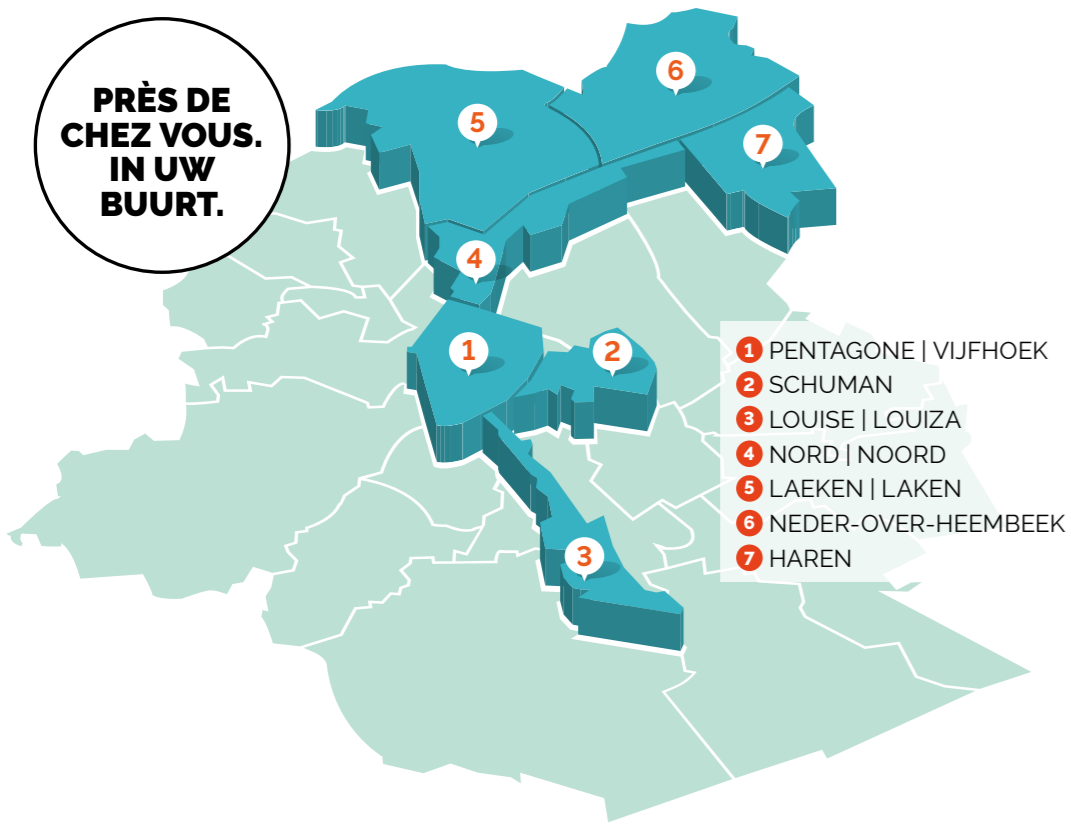 PRÈS DE
CHEZ VOUS.
IN UW
BUURT.
6
5
7
4
1
2
3
1 PENTAGONE | VIJFHOEK
2 SCHUMAN
3 LOUISE | LOUIZA
4 NORD | NOORD
5 LAEKEN | LAKEN
6 NEDER-OVER-HEEMBEEK
7 HAREN